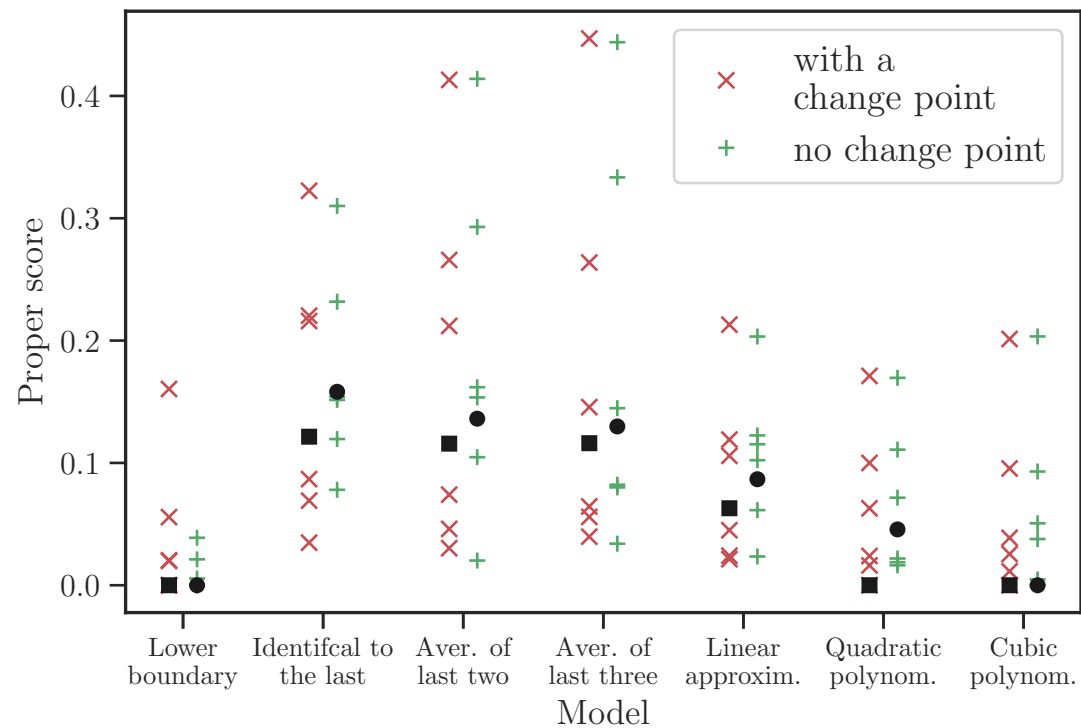 with a
change point
no change point
Proper score
0.4
0.3
0.2
0.1
0.0
Lower
boundary
Identifcal to
the last
Aver. of
last two
Aver. of
last three
Linear
approxim.
Quadratic
polynom.
Cubic
polynom.
Model